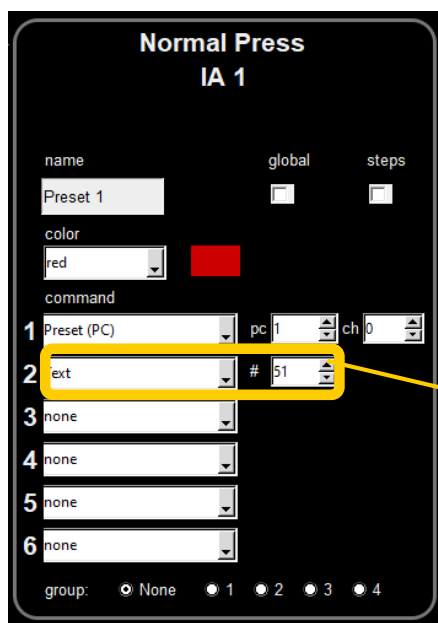 Normal Press
IA 1
name global steps
Preset 1
color
red
command
1 Preset (PC) pc 1 ch 0
2 Text # 51
3 none
4 none
5 none
6 none
group: None 1 2 3 4